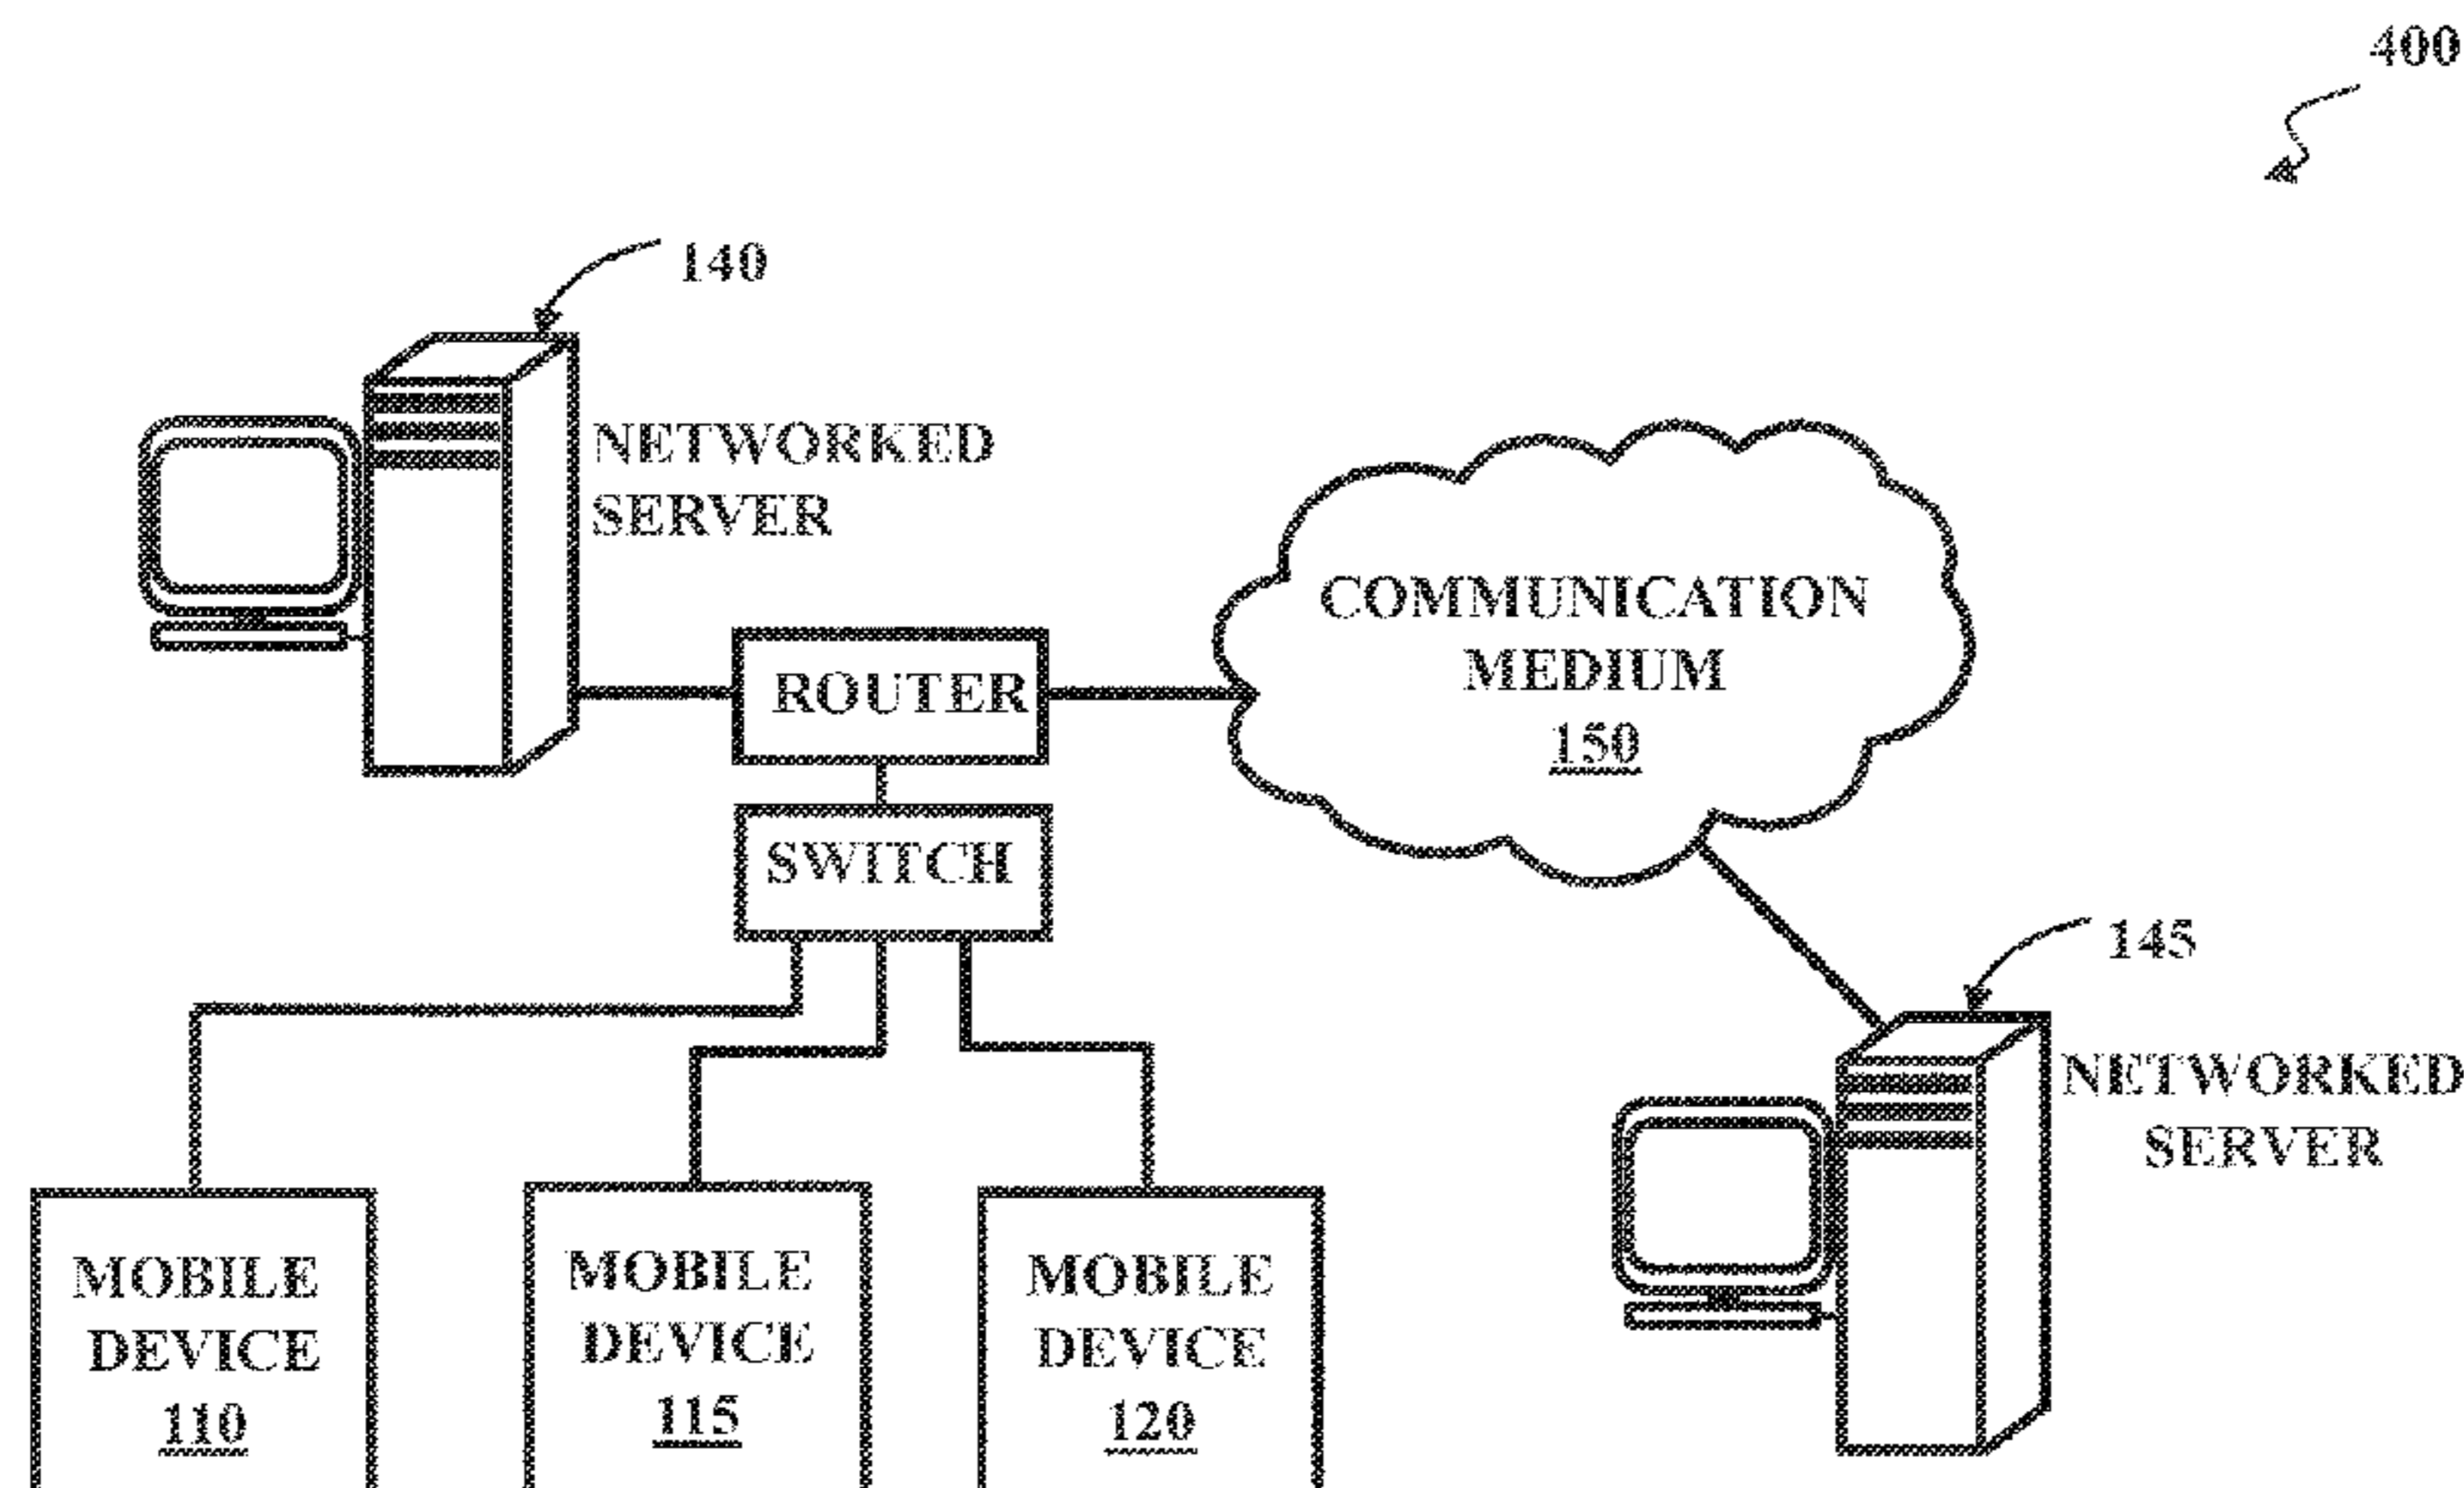 400
140
NETWORKED
SERVER
COMMUNICATION
MEDIUM
150
ROUTER
SWITCH
145
NETWORKED
SERVER
MOBILE
DEVICE
110
MOBILE
DEVICE
115
MOBILE
DEVICE
120